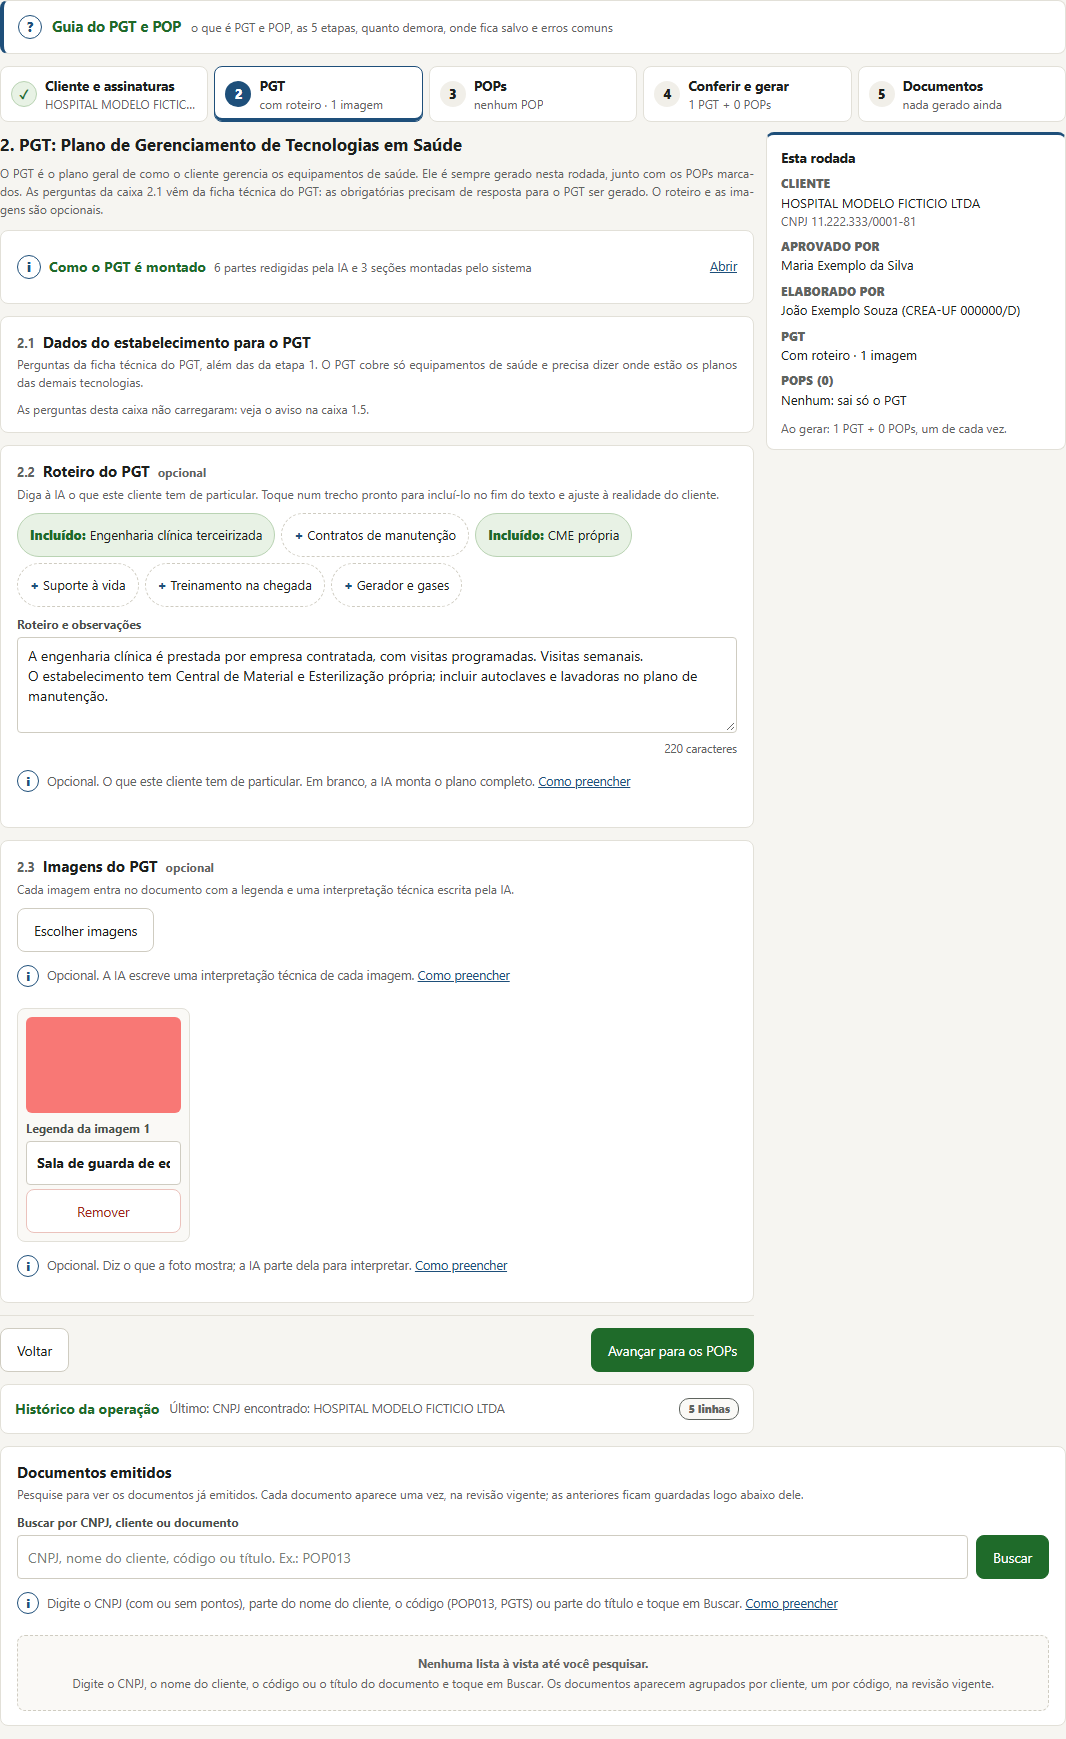 ? Guia do PGT e POP o que é PGT e POP, as 5 etapas, quanto demora, onde fica salvo e erros comuns
✓ Cliente e assinaturas
HOSPITAL MODELO FICTIC...
2 PGT
com roteiro · 1 imagem
3 POPs
nenhum POP
4 Conferir e gerar
1 PGT + 0 POPs
5 Documentos
nada gerado ainda
2. PGT: Plano de Gerenciamento de Tecnologias em Saúde
O PGT é o plano geral de como o cliente gerencia os equipamentos de saúde. Ele é sempre gerado nesta rodada, junto com os POPs marca-
dos. As perguntas da caixa 2.1 vêm da ficha técnica do PGT: as obrigatórias precisam de resposta para o PGT ser gerado. O roteiro e as ima-
gens são opcionais.
i Como o PGT é montado 6 partes redigidas pela IA e 3 seções montadas pelo sistema Abrir
2.1 Dados do estabelecimento para o PGT
Perguntas da ficha técnica do PGT, além das da etapa 1. O PGT cobre só equipamentos de saúde e precisa dizer onde estão os planos
das demais tecnologias.
As perguntas desta caixa não carregaram: veja o aviso na caixa 1.5.
2.2 Roteiro do PGT opcional
Diga à IA o que este cliente tem de particular. Toque num trecho pronto para incluí-lo no fim do texto e ajuste à realidade do cliente.
Incluído: Engenharia clínica terceirizada
+ Contratos de manutenção
Incluído: CME própria
+ Suporte à vida
+ Treinamento na chegada
+ Gerador e gases
Roteiro e observações
A engenharia clínica é prestada por empresa contratada, com visitas programadas. Visitas semanais.
O estabelecimento tem Central de Material e Esterilização própria; incluir autoclaves e lavadoras no plano de
manutenção.
220 caracteres
i Opcional. O que este cliente tem de particular. Em branco, a IA monta o plano completo. Como preencher
2.3 Imagens do PGT opcional
Cada imagem entra no documento com a legenda e uma interpretação técnica escrita pela IA.
Escolher imagens
i Opcional. A IA escreve uma interpretação técnica de cada imagem. Como preencher
Legenda da imagem 1
Sala de guarda de ec
Remover
i Opcional. Diz o que a foto mostra; a IA parte dela para interpretar. Como preencher
Voltar
Avançar para os POPs
Histórico da operação Último: CNPJ encontrado: HOSPITAL MODELO FICTICIO LTDA 5 linhas
Esta rodada
CLIENTE
HOSPITAL MODELO FICTICIO LTDA
CNPJ 11.222.333/0001-81
APROVADO POR
Maria Exemplo da Silva
ELABORADO POR
João Exemplo Souza (CREA-UF 000000/D)
PGT
Com roteiro · 1 imagem
POPS (0)
Nenhum: sai só o PGT
Ao gerar: 1 PGT + 0 POPs, um de cada vez.
Documentos emitidos
Pesquise para ver os documentos já emitidos. Cada documento aparece uma vez, na revisão vigente; as anteriores ficam guardadas logo abaixo dele.
Buscar por CNPJ, cliente ou documento
CNPJ, nome do cliente, código ou título. Ex.: POP013
Buscar
i Digite o CNPJ (com ou sem pontos), parte do nome do cliente, o código (POP013, PGTS) ou parte do título e toque em Buscar. Como preencher
Nenhuma lista à vista até você pesquisar.
Digite o CNPJ, o nome do cliente, o código ou o título do documento e toque em Buscar. Os documentos aparecem agrupados por cliente, um por código, na revisão vigente.